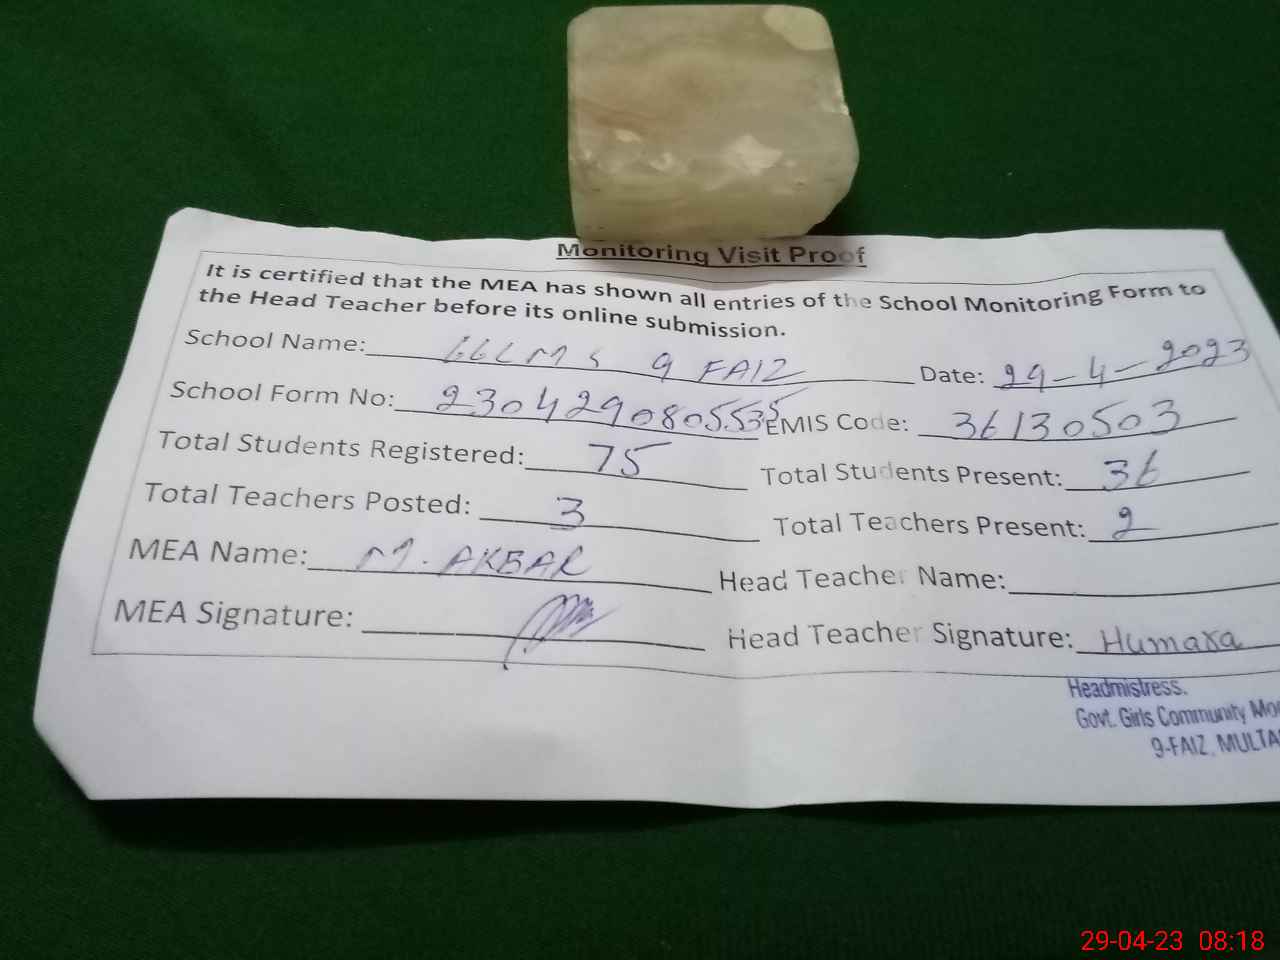 Monitoring Visit Proof
It is certified that the MEA has shown all entries of the School Monitoring Form to
the Head Teacher before its online submission.
School Name: GGCMS 9 FAIZ Date: 29-4-2023
School Form No: 230429080553 EMIS Code: 36130503
Total Students Registered: 75 Total Students Present: 36
Total Teachers Posted: 3 Total Teachers Present: 2
MEA Name: M. AKBAR Head Teacher Name:
MEA Signature: Head Teacher Signature: Humara
Headmistress.
Govt. Girls Community Mo
9-FAIZ, MULTA
29-04-23 08:18